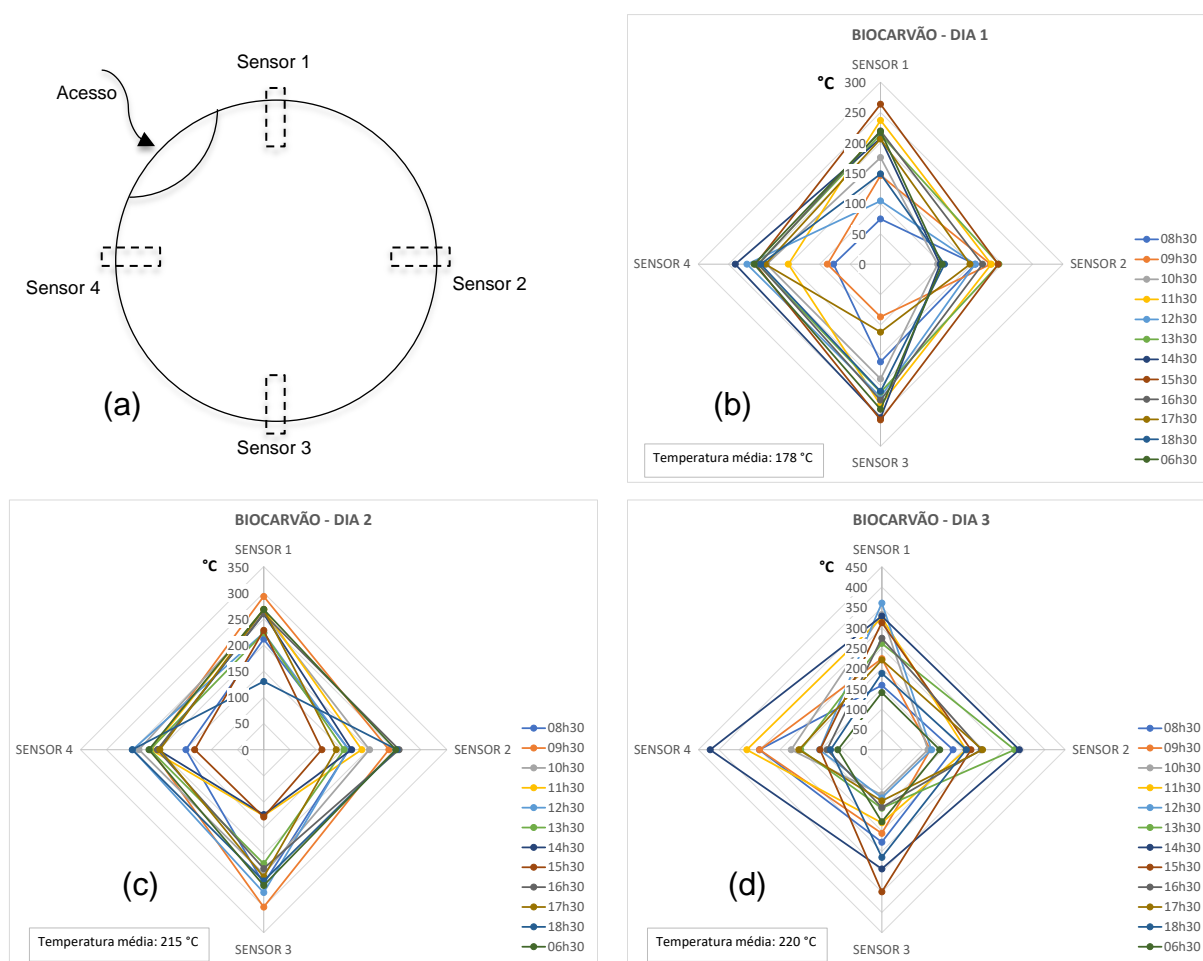 Sensor 1
Acesso
Sensor 4
Sensor 2
Sensor 3
(a)
BIOCARVÃO - DIA 1
SENSOR 1
°C
300
250
200
150
100
50
0
SENSOR 4
SENSOR 2
SENSOR 3
08h30
09h30
10h30
11h30
12h30
13h30
14h30
15h30
16h30
17h30
18h30
06h30
(b)
Temperatura média: 178 °C
BIOCARVÃO - DIA 2
SENSOR 1
°C
350
300
250
200
150
100
50
0
SENSOR 4
SENSOR 2
SENSOR 3
08h30
09h30
10h30
11h30
12h30
13h30
14h30
15h30
16h30
17h30
18h30
06h30
(c)
Temperatura média: 215 °C
BIOCARVÃO - DIA 3
SENSOR 1
°C
450
400
350
300
250
200
150
100
50
0
SENSOR 4
SENSOR 2
SENSOR 3
08h30
09h30
10h30
11h30
12h30
13h30
14h30
15h30
16h30
17h30
18h30
06h30
(d)
Temperatura média: 220 °C